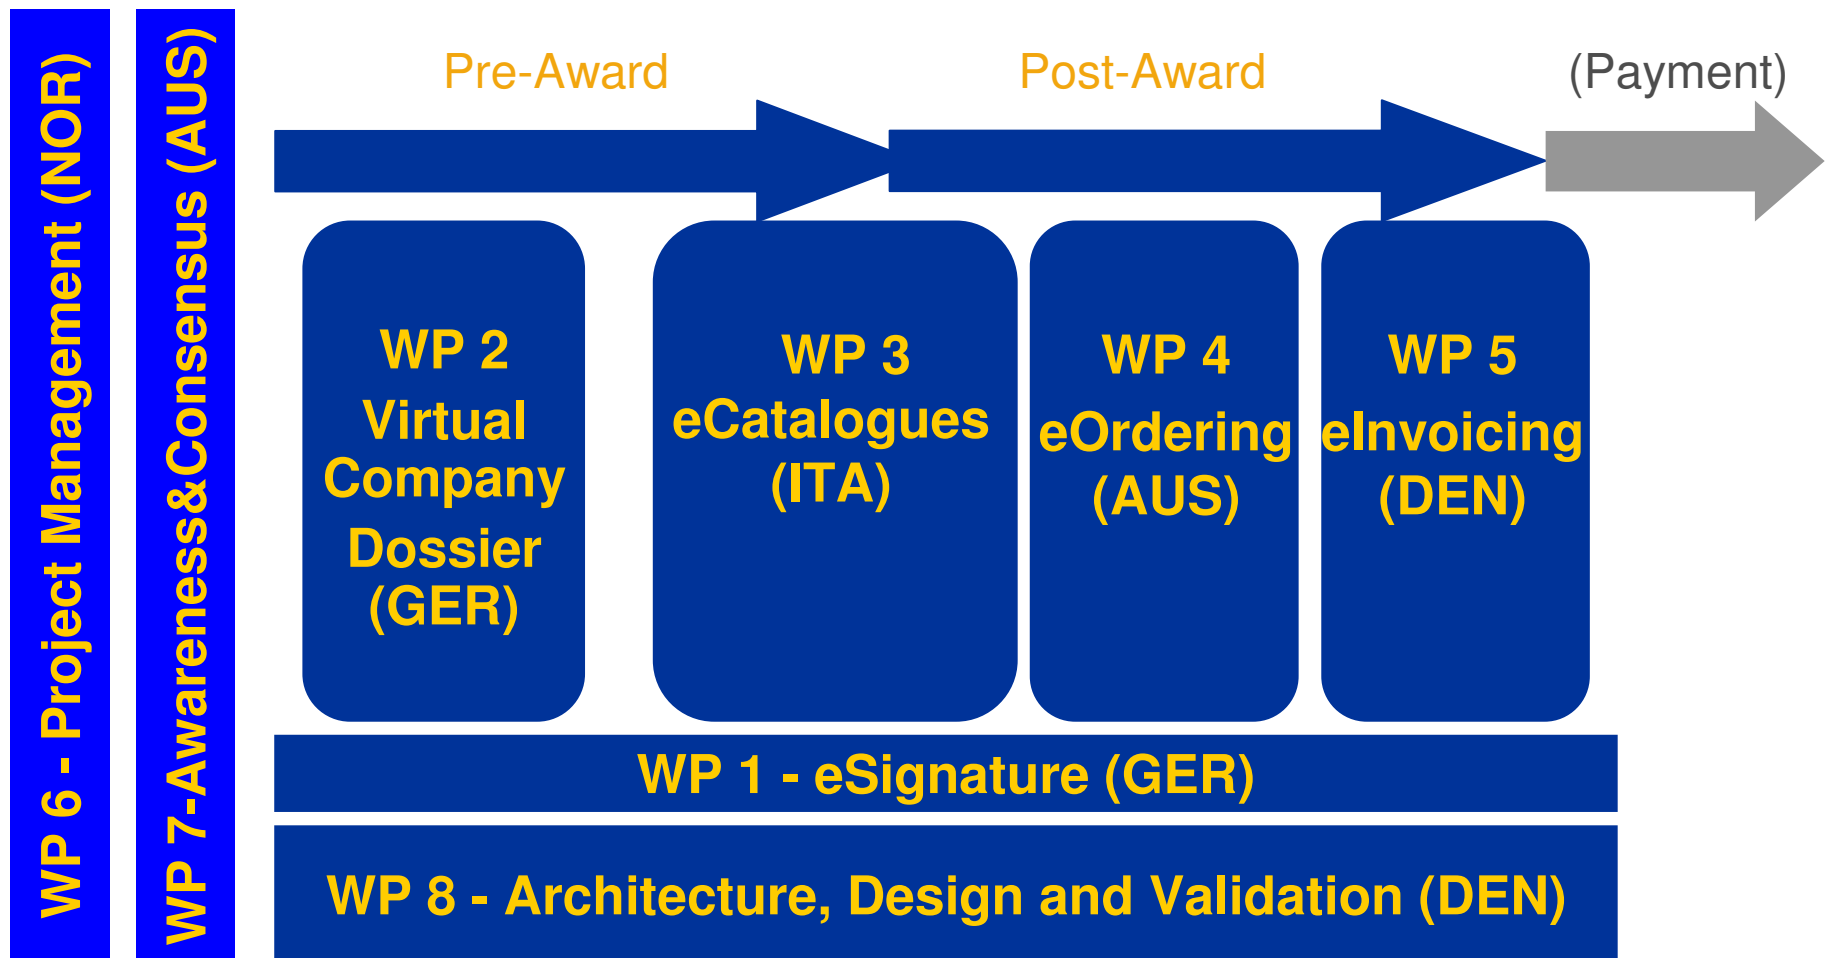 WP 6 - Project Management (NOR)
WP 7-Awareness&Consensus (AUS)
Pre-Award
Post-Award
(Payment)
WP 2
Virtual
Company
Dossier
(GER)
WP 3
eCatalogues
(ITA)
WP 4
eOrdering
(AUS)
WP 5
eInvoicing
(DEN)
WP 1 - eSignature (GER)
WP 8 - Architecture, Design and Validation (DEN)